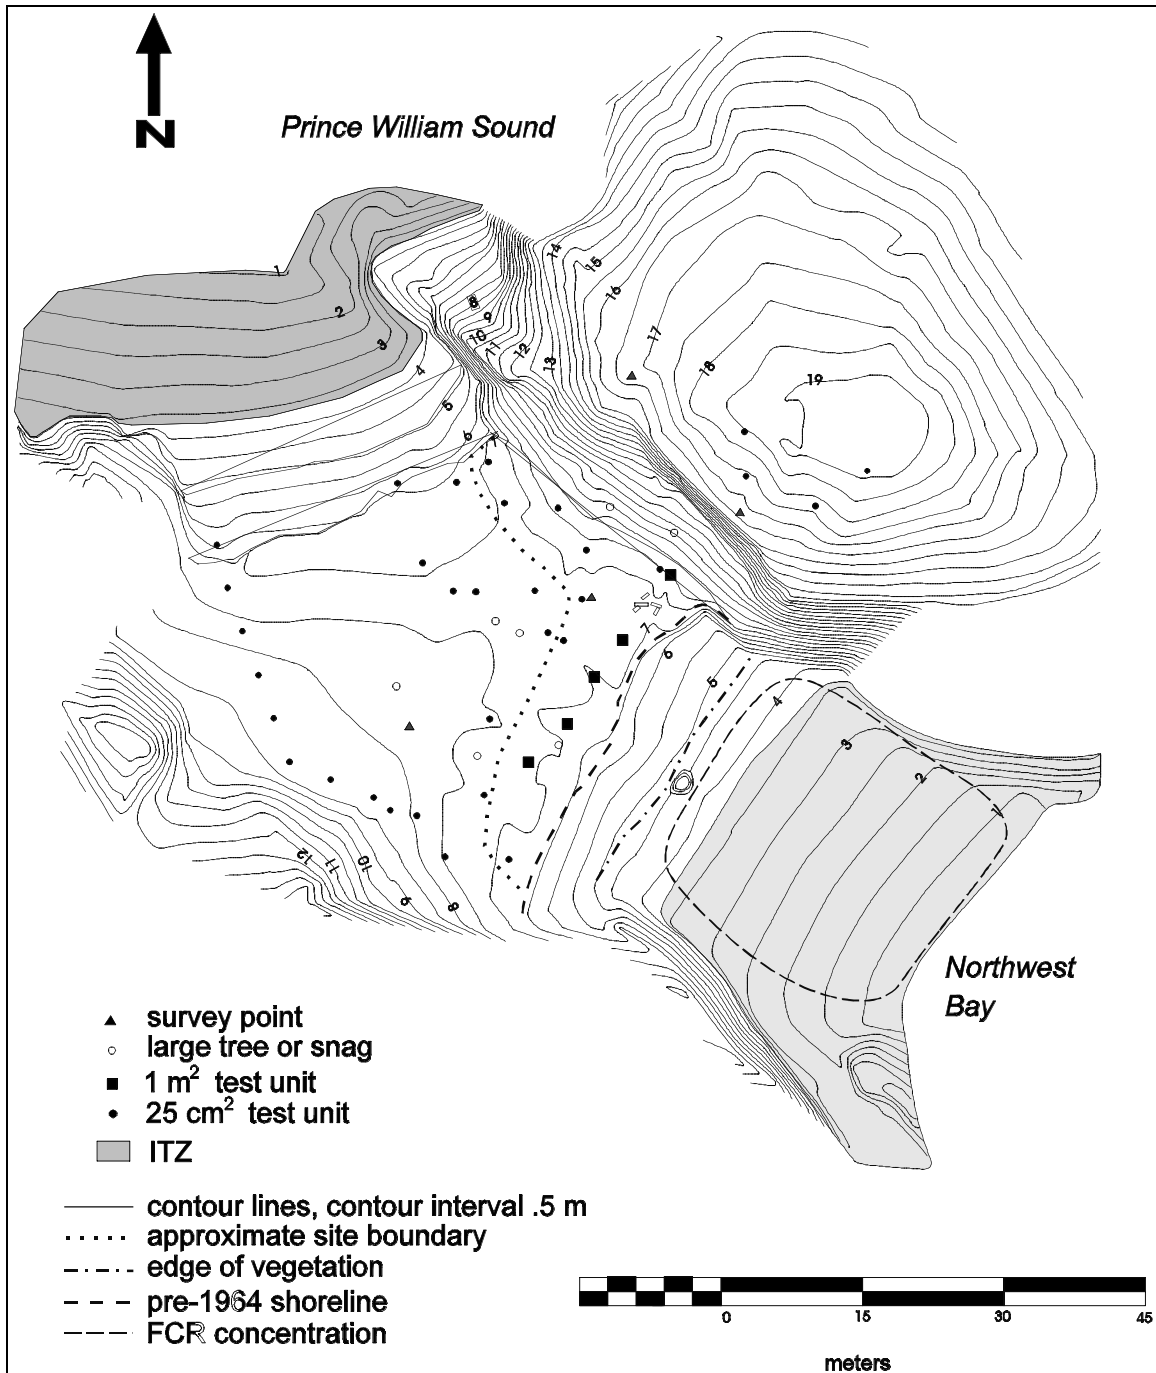 Prince William Sound
N
1
2
3
4
5
6
7
8
9
10
11
12
13
14
15
16
17
18
19
7
6
5
4
3
2
1
12
11
10
9
8
Northwest
Bay
survey point
large tree or snag
1 m² test unit
25 cm² test unit
ITZ
contour lines, contour interval .5 m
approximate site boundary
edge of vegetation
pre-1964 shoreline
FCR concentration
0 15 30 45
meters